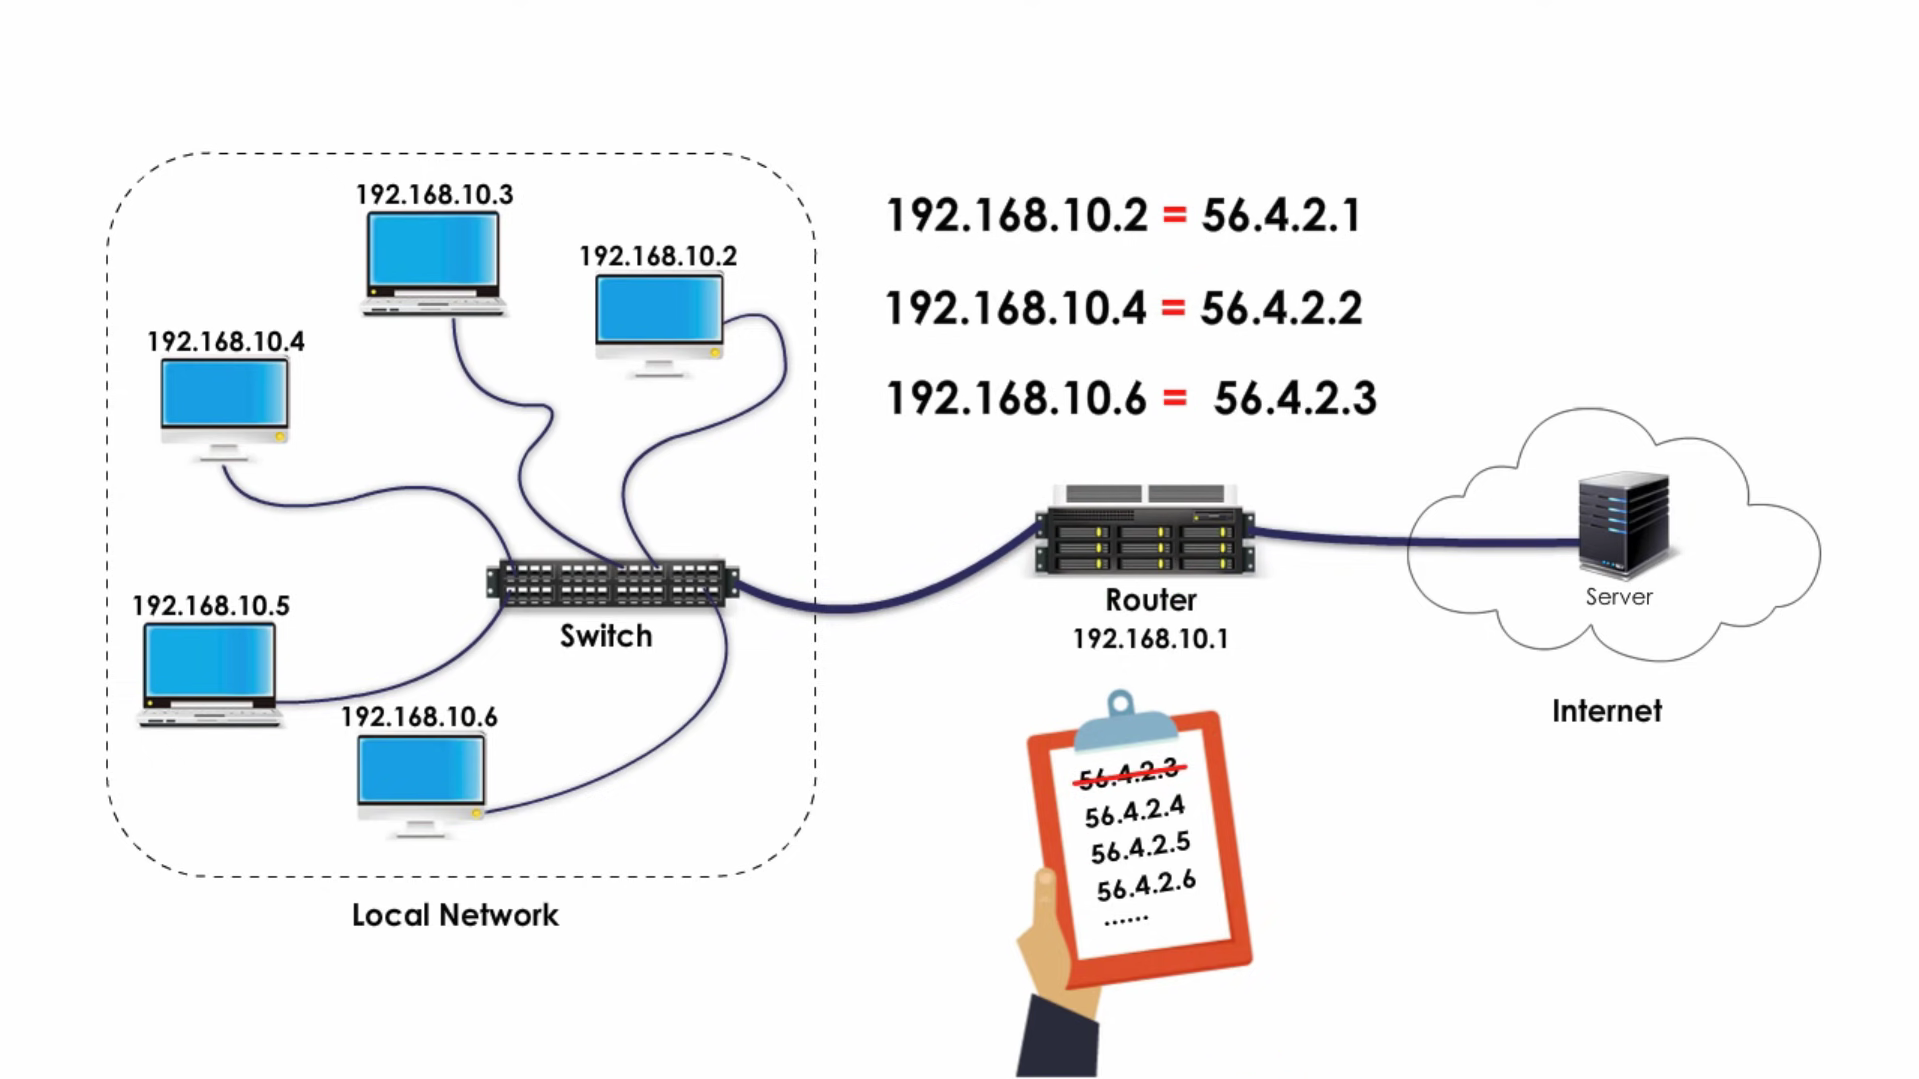 192.168.10.3
192.168.10.2
192.168.10.4
192.168.10.5
192.168.10.6
Switch
Local Network
192.168.10.2 = 56.4.2.1
192.168.10.4 = 56.4.2.2
192.168.10.6 = 56.4.2.3
Router
192.168.10.1
Server
Internet
56.4.2.3
56.4.2.4
56.4.2.5
56.4.2.6
......